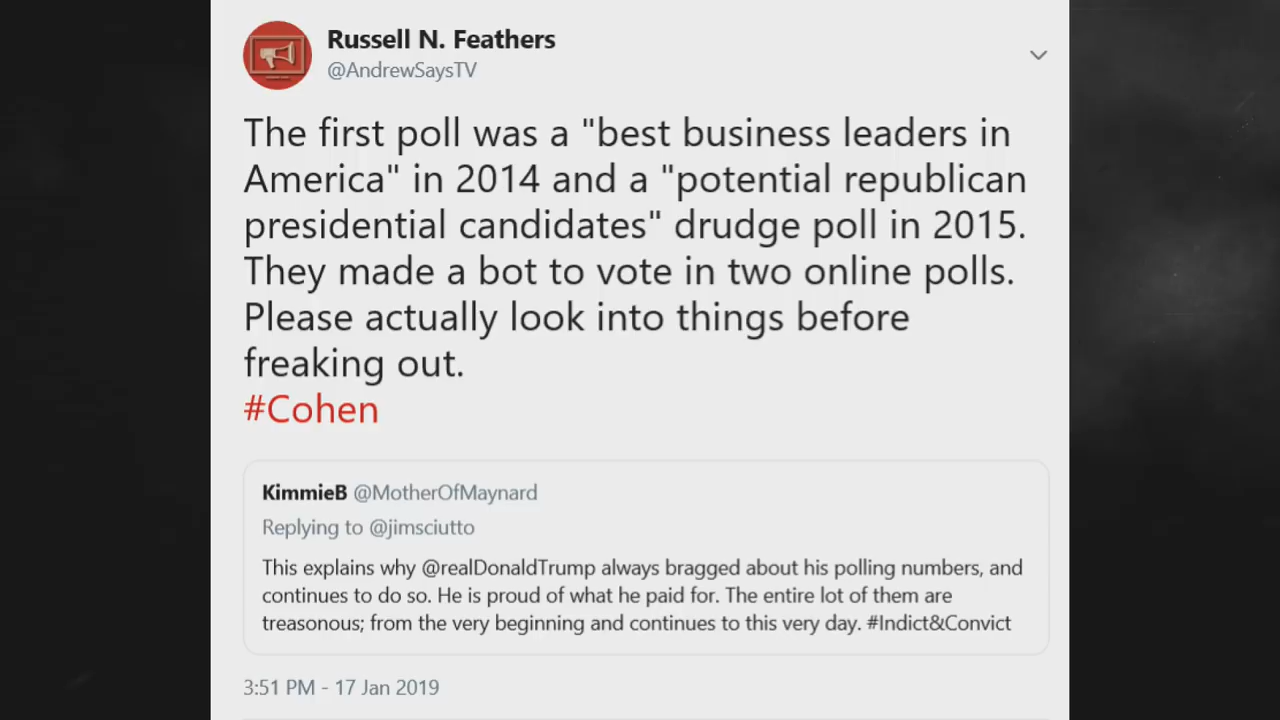 Russell N. Feathers
@AndrewSaysTV
The first poll was a "best business leaders in
America" in 2014 and a "potential republican
presidential candidates" drudge poll in 2015.
They made a bot to vote in two online polls.
Please actually look into things before
freaking out.
#Cohen
KimmieB @MotherOfMaynard
Replying to @jimsciutto
This explains why @realDonaldTrump always bragged about his polling numbers, and
continues to do so. He is proud of what he paid for. The entire lot of them are
treasonous; from the very beginning and continues to this very day. #Indict&Convict
3:51 PM - 17 Jan 2019